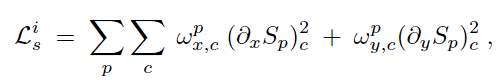 $\mathcal{L}_s^i = \sum_p \sum_c \omega_{x,c}^p (\partial_x S_p)_c^2 + \omega_{y,c}^p (\partial_y S_p)_c^2 ,$